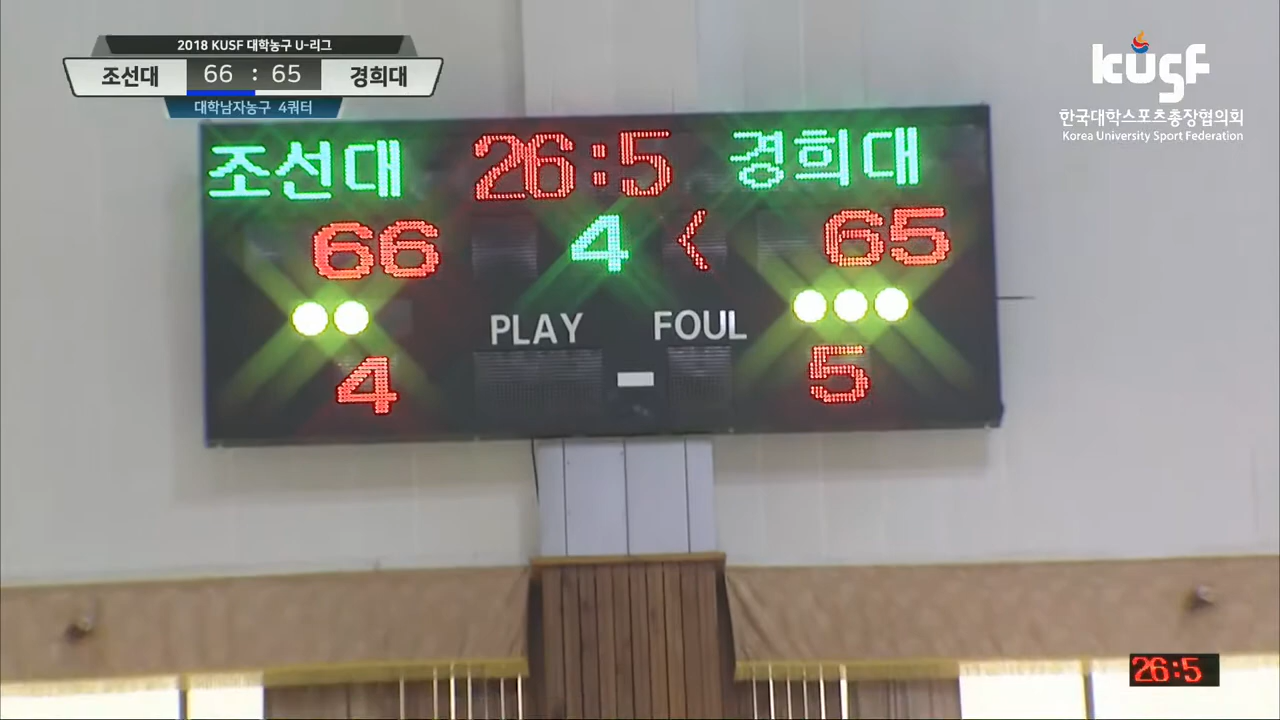 2018 KUSF 대학농구 U-리그
조선대 66 : 65 경희대
대학남자농구 4쿼터
kusf
한국대학스포츠총장협의회
Korea University Sport Federation
조선대 26:5 경희대
66 4 < 65
PLAY FOUL
4 5
26:5